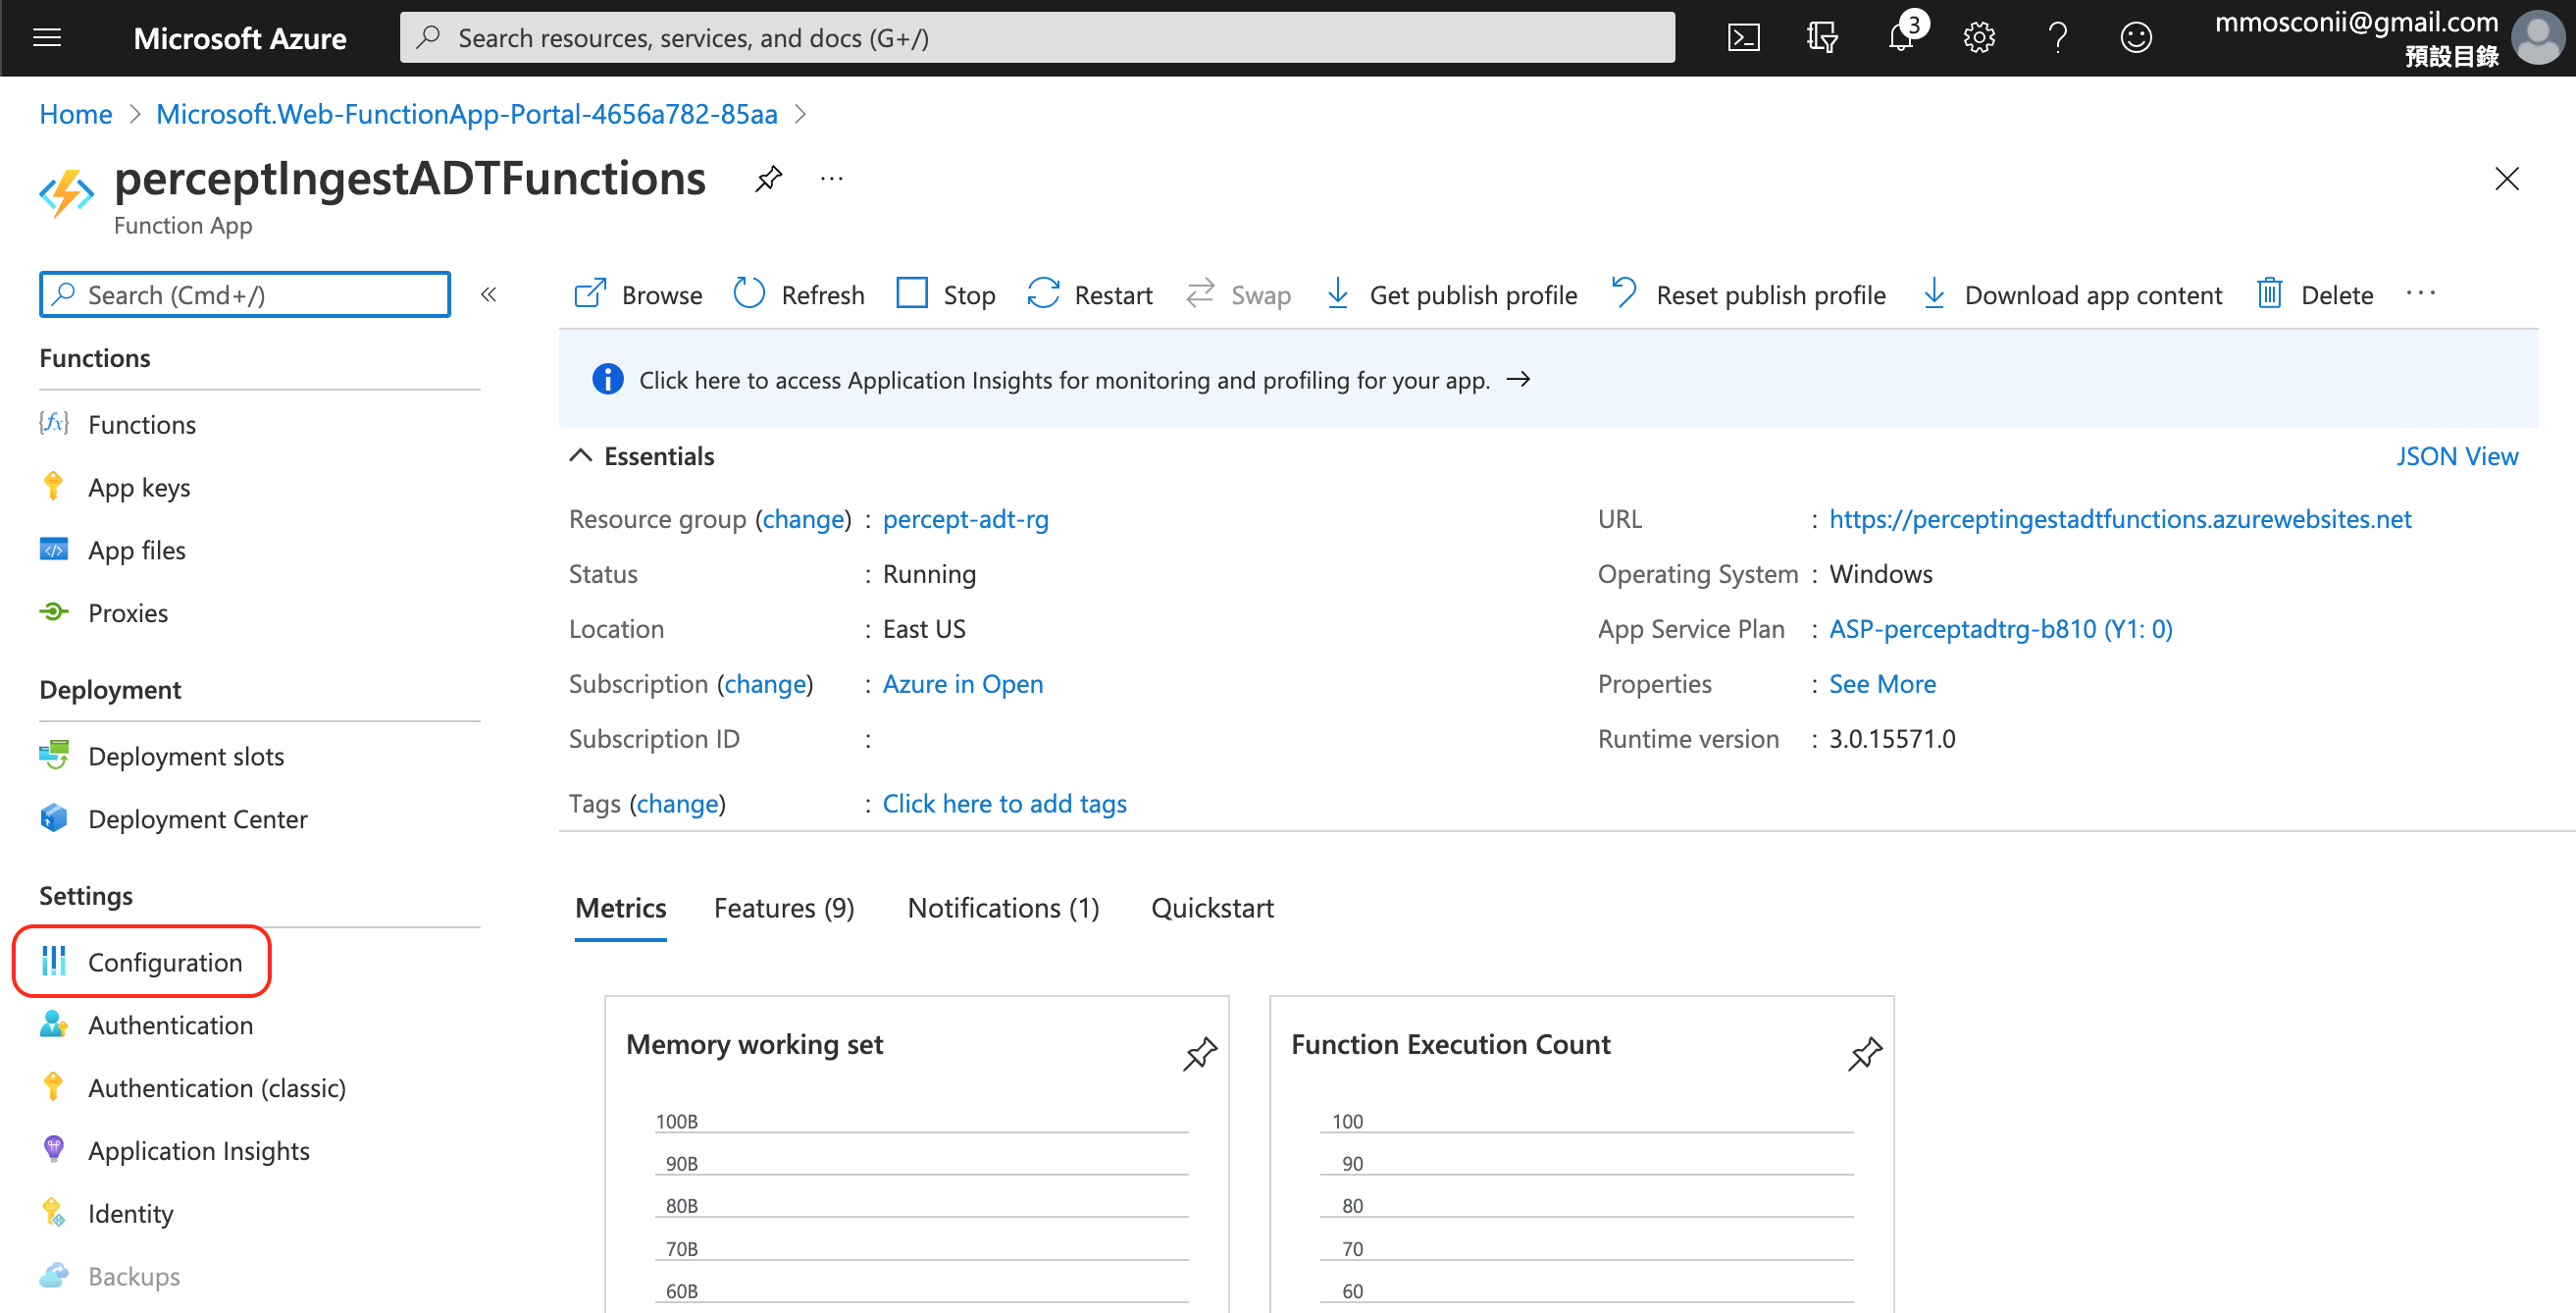 Microsoft Azure
Search resources, services, and docs (G+/)
3
mmosconii@gmail.com
預設目錄
Home > Microsoft.Web-FunctionApp-Portal-4656a782-85aa >
perceptIngestADTFunctions
Function App
Search (Cmd+/)
Browse Refresh Stop Restart Swap Get publish profile Reset publish profile Download app content Delete
Click here to access Application Insights for monitoring and profiling for your app.
Functions
Functions
App keys
App files
Proxies
Deployment
Deployment slots
Deployment Center
Settings
Configuration
Authentication
Authentication (classic)
Application Insights
Identity
Backups
Essentials
JSON View
Resource group (change) : percept-adt-rg
Status : Running
Location : East US
Subscription (change) : Azure in Open
Subscription ID :
Tags (change) : Click here to add tags
URL : https://perceptingestadtfunctions.azurewebsites.net
Operating System : Windows
App Service Plan : ASP-perceptadtrg-b810 (Y1: 0)
Properties : See More
Runtime version : 3.0.15571.0
Metrics Features (9) Notifications (1) Quickstart
Memory working set
100B
90B
80B
70B
60B
Function Execution Count
100
90
80
70
60